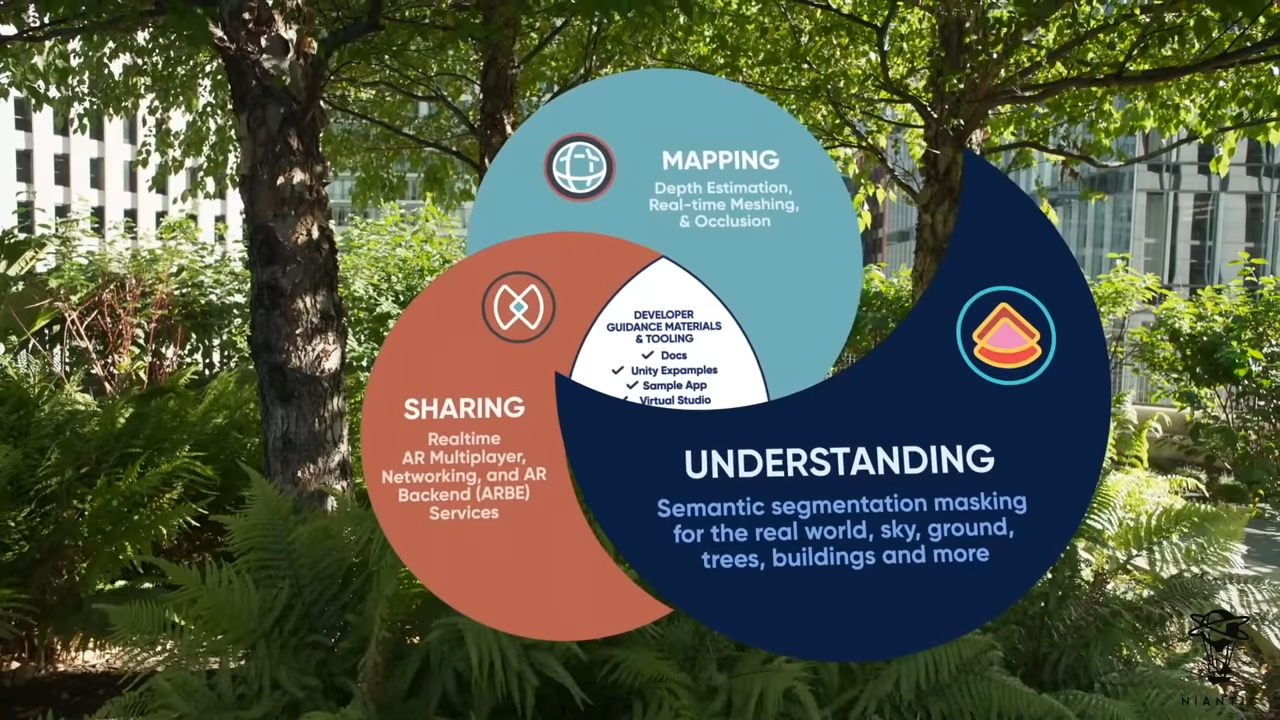 MAPPING
Depth Estimation,
Real-time Meshing,
& Occlusion
DEVELOPER
GUIDANCE MATERIALS
& TOOLING
Docs
Unity Expamples
Sample App
Virtual Studio
SHARING
Realtime
AR Multiplayer,
Networking, and AR
Backend (ARBE)
Services
UNDERSTANDING
Semantic segmentation masking
for the real world, sky, ground,
trees, buildings and more
NIANTIC